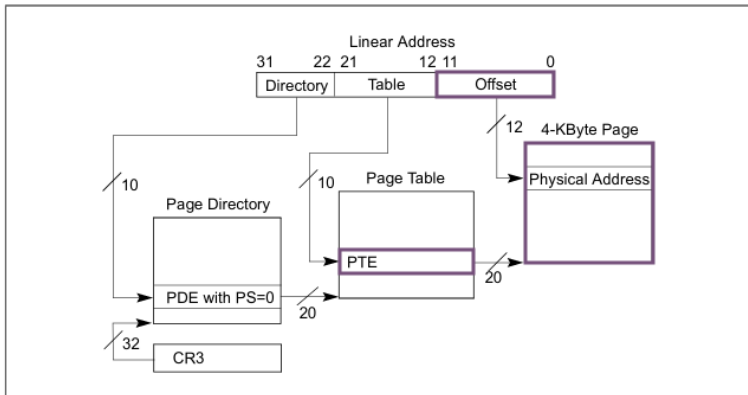 Linear Address
31 22 21 12 11 0
Directory Table Offset
12 4-KByte Page
10 10 Page Table Physical Address
Page Directory
PTE
20
PDE with PS=0
20
32
CR3